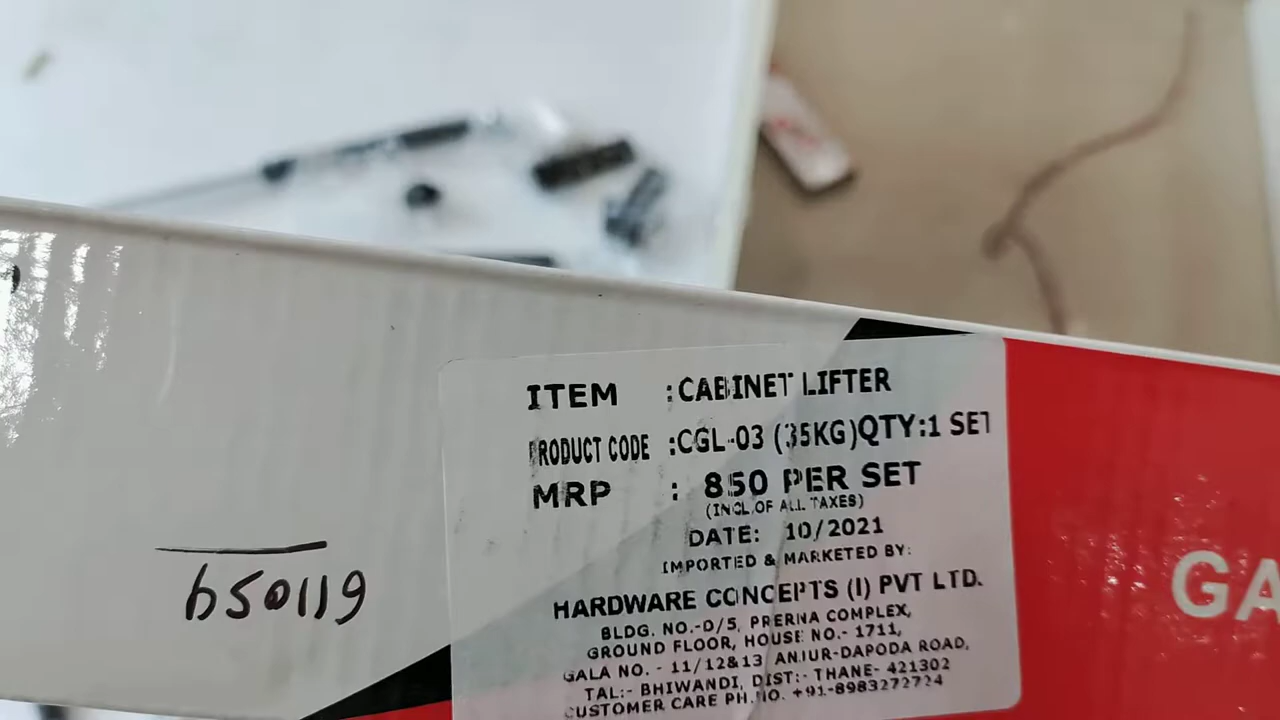 ITEM : CABINET LIFTER
PRODUCT CODE : CGL-03 (35KG) QTY:1 SET
MRP : 850 PER SET
(INCL.OF ALL TAXES)
DATE: 10/2021
IMPORTED & MARKETED BY:
HARDWARE CONCEPTS (I) PVT LTD.
BLDG. NO.-D/5, PRERNA COMPLEX,
GROUND FLOOR, HOUSE NO.- 1711,
GALA NO. - 11/12&13 ANJUR-DAPODA ROAD,
TAL:- BHIWANDI, DIST:- THANE- 421302
CUSTOMER CARE PH.NO. +91-8983272724
650119
GA